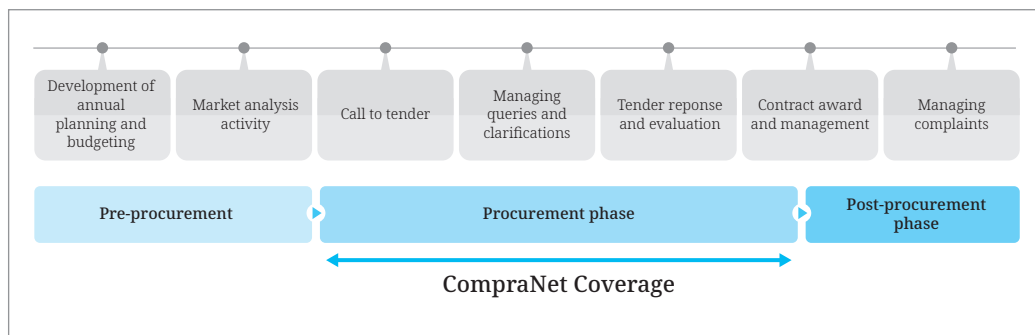 Development of
annual
planning and
budgeting
Market analysis
activity
Call to tender
Managing
queries and
clarifications
Tender reponse
and evaluation
Contract award
and management
Managing
complaints
Pre-procurement
Procurement phase
Post-procurement
phase
CompraNet Coverage